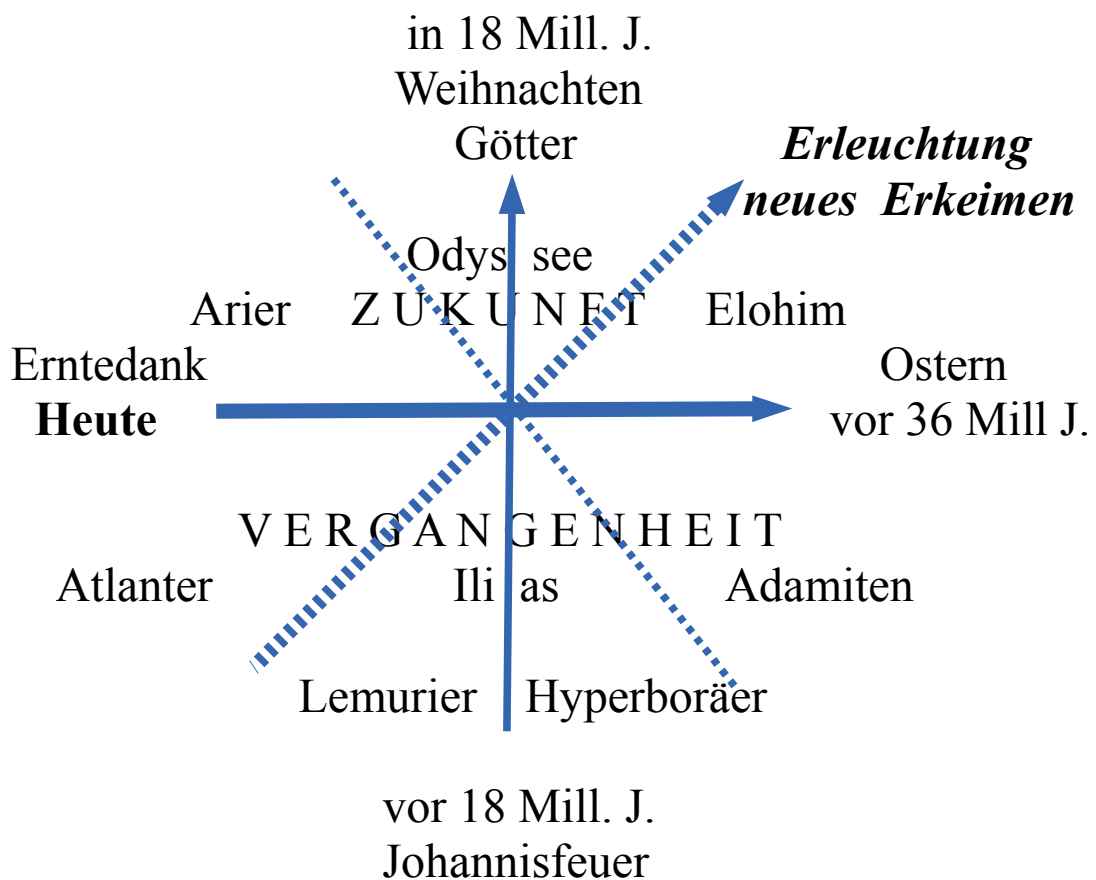 in 18 Mill. J.
Weihnachten
Götter
Erleuchtung
neues Erkeimen
Odys see
Arier Z U K U N F T Elohim
Erntedank Ostern
Heute vor 36 Mill J.
V E R G A N G E N H E I T
Atlanter Ili as Adamiten
Lemurier Hyperboräer
vor 18 Mill. J.
Johannisfeuer